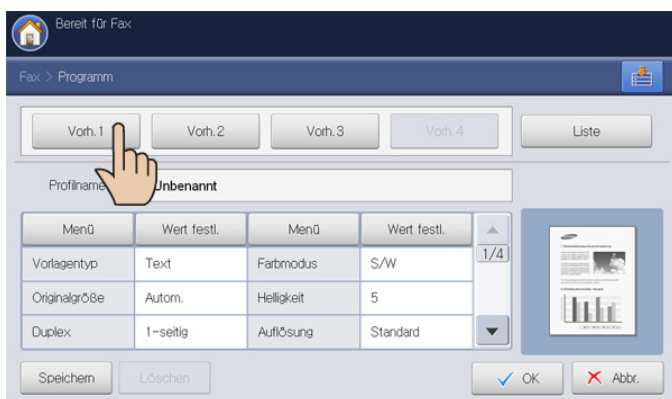 Bereit für Fax
Fax > Programm
Vorh. 1 Vorh. 2 Vorh. 3 Vorh. 4 Liste
Profilname Unbenannt
Menü Wert festl. Menü Wert festl.
Vorlagentyp Text Farbmodus S/W 1/4
Originalgröße Autom. Helligkeit 5
Duplex 1-seitig Auflösung Standard
Speichern Löschen OK Abbr.